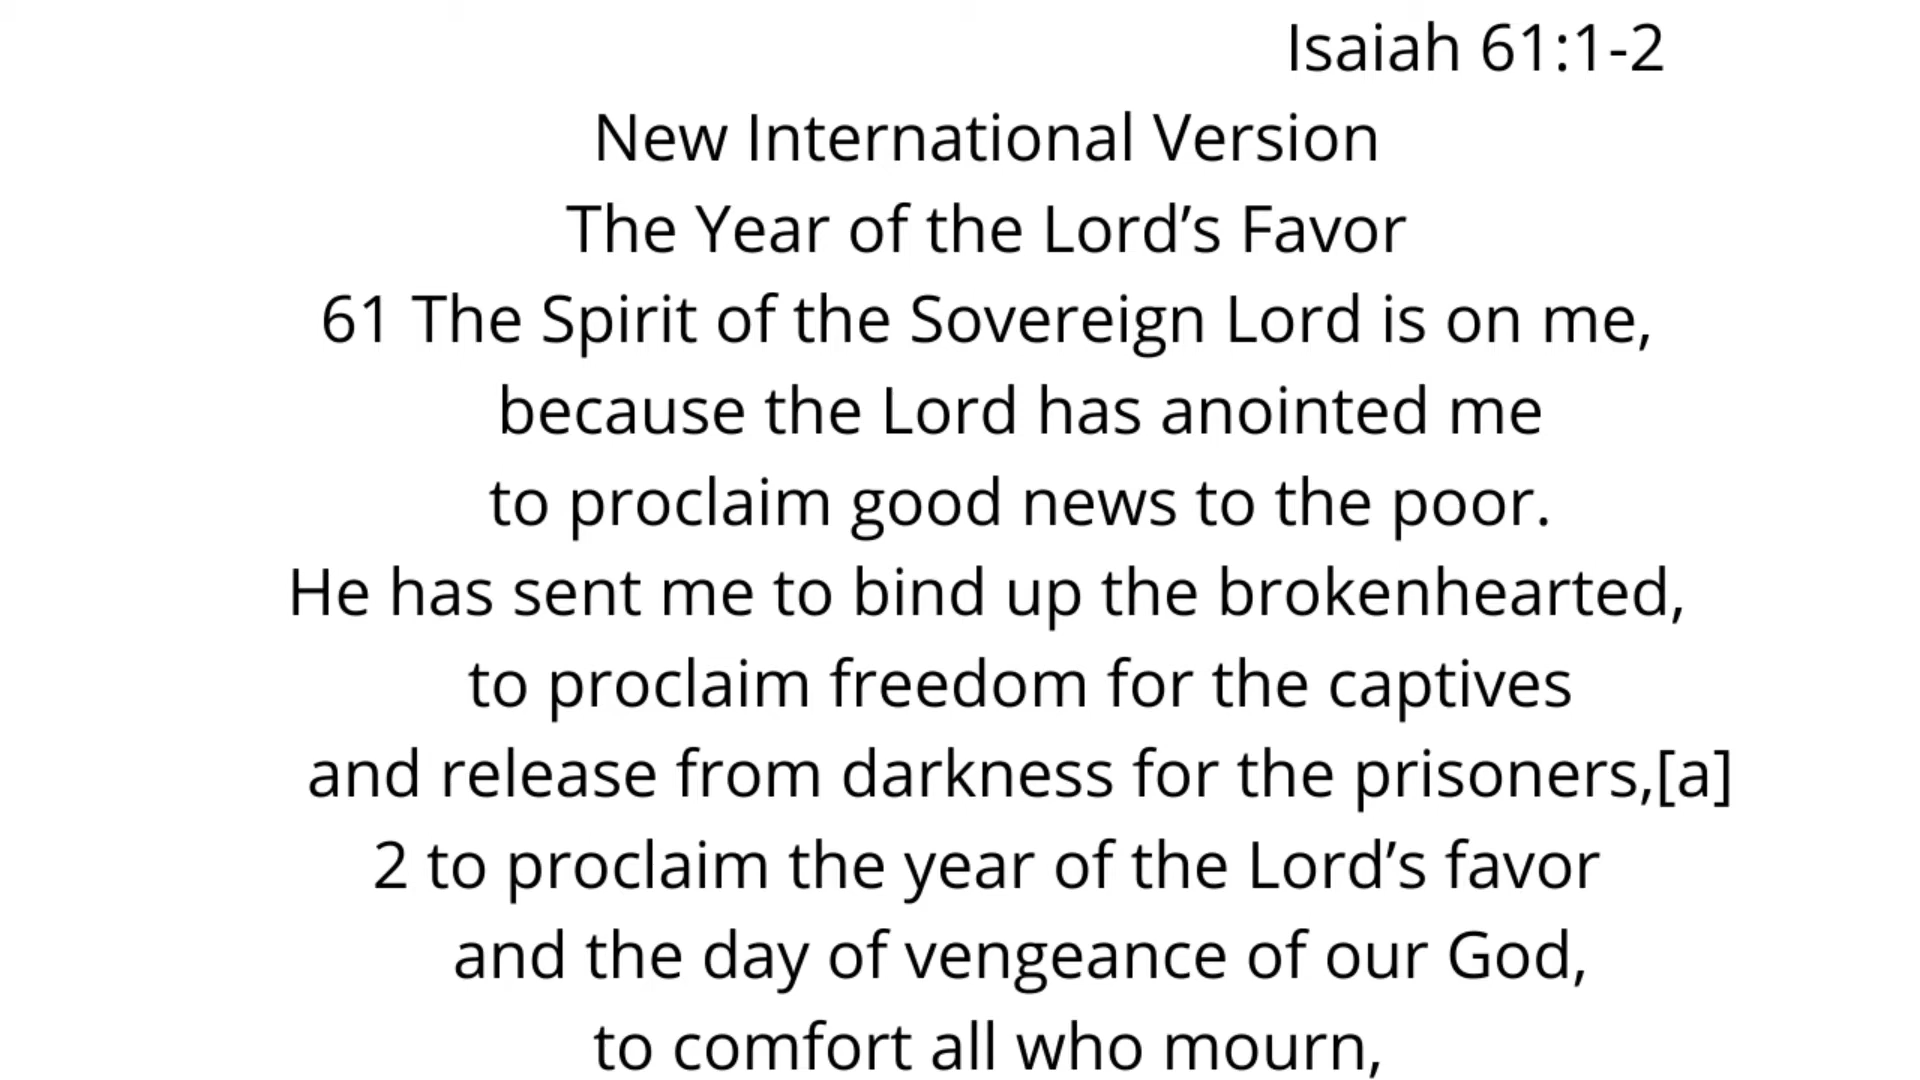 Isaiah 61:1-2
New International Version
The Year of the Lord’s Favor
61 The Spirit of the Sovereign Lord is on me,
because the Lord has anointed me
to proclaim good news to the poor.
He has sent me to bind up the brokenhearted,
to proclaim freedom for the captives
and release from darkness for the prisoners,[a]
2 to proclaim the year of the Lord’s favor
and the day of vengeance of our God,
to comfort all who mourn,